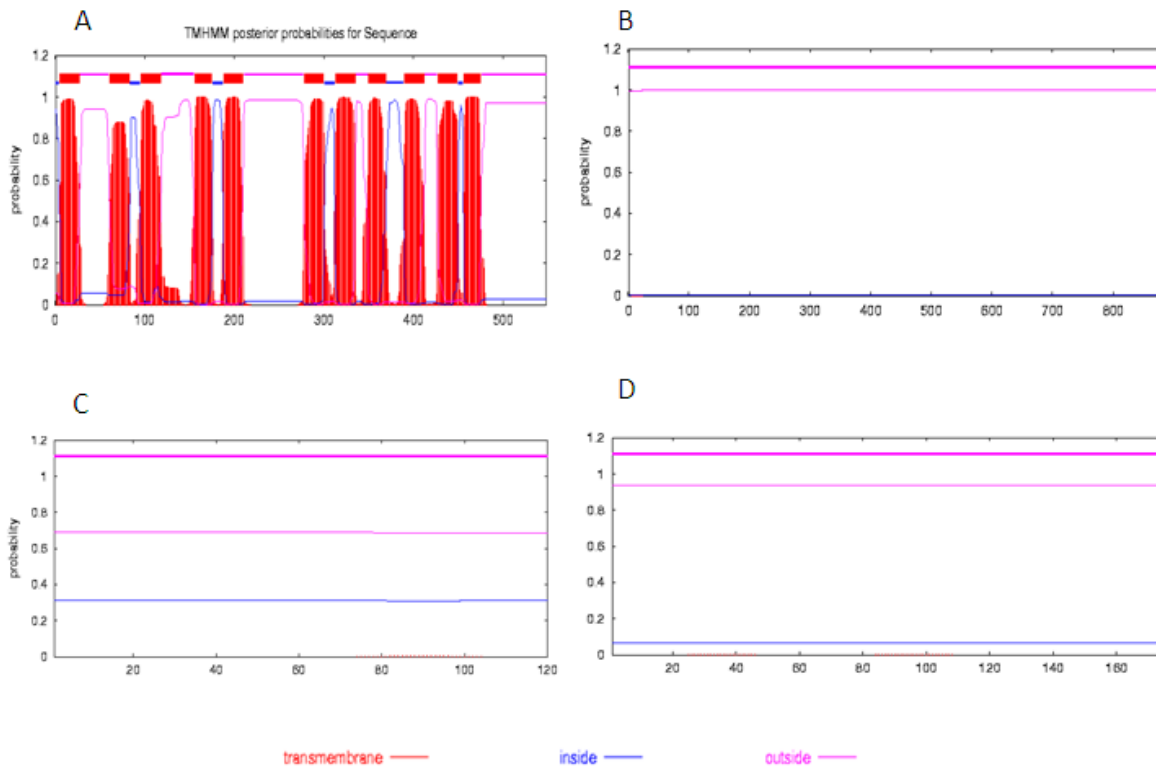 A
TMHMM posterior probabilities for Sequence
probability
1.2
1
0.8
0.6
0.4
0.2
0
0 100 200 300 400 500
B
probability
1.2
1
0.8
0.6
0.4
0.2
0
0 100 200 300 400 500 600 700 800
C
probability
1.2
1
0.8
0.6
0.4
0.2
0
20 40 60 80 100 120
D
probability
1.2
1
0.8
0.6
0.4
0.2
0
20 40 60 80 100 120 140 160
transmembrane inside outside